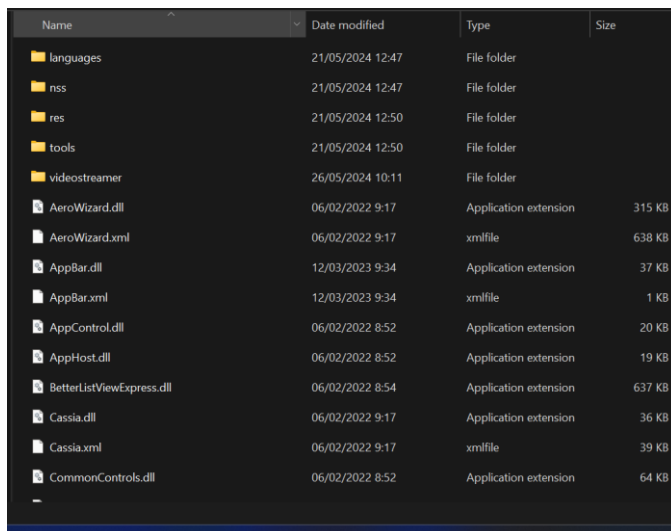 Name Date modified Type Size
languages 21/05/2024 12:47 File folder
nss 21/05/2024 12:47 File folder
res 21/05/2024 12:50 File folder
tools 21/05/2024 12:50 File folder
videostreamer 26/05/2024 10:11 File folder
AeroWizard.dll 06/02/2022 9:17 Application extension 315 KB
AeroWizard.xml 06/02/2022 9:17 xmlfile 638 KB
AppBar.dll 12/03/2023 9:34 Application extension 37 KB
AppBar.xml 12/03/2023 9:34 xmlfile 1 KB
AppControl.dll 06/02/2022 8:52 Application extension 20 KB
AppHost.dll 06/02/2022 8:52 Application extension 19 KB
BetterListViewExpress.dll 06/02/2022 8:54 Application extension 637 KB
Cassia.dll 06/02/2022 9:17 Application extension 36 KB
Cassia.xml 06/02/2022 9:17 xmlfile 39 KB
CommonControls.dll 06/02/2022 8:52 Application extension 64 KB